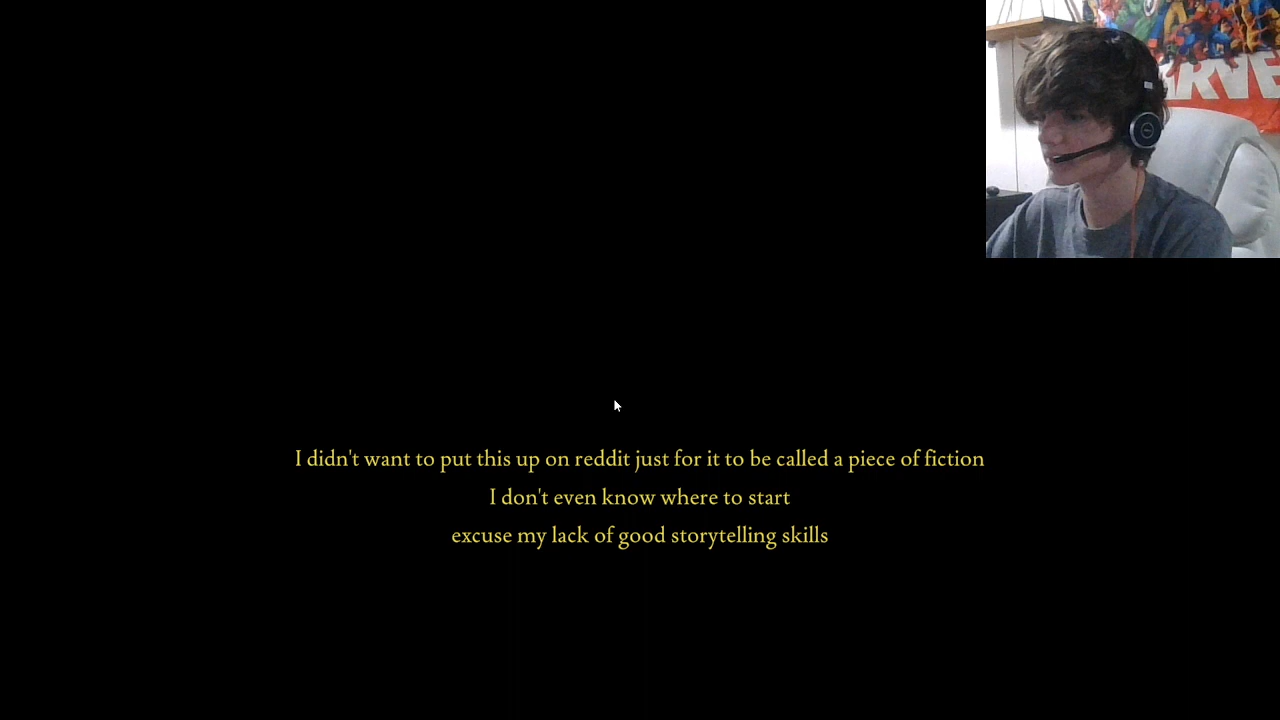 ARVE
I didn't want to put this up on reddit just for it to be called a piece of fiction
I don't even know where to start
excuse my lack of good storytelling skills